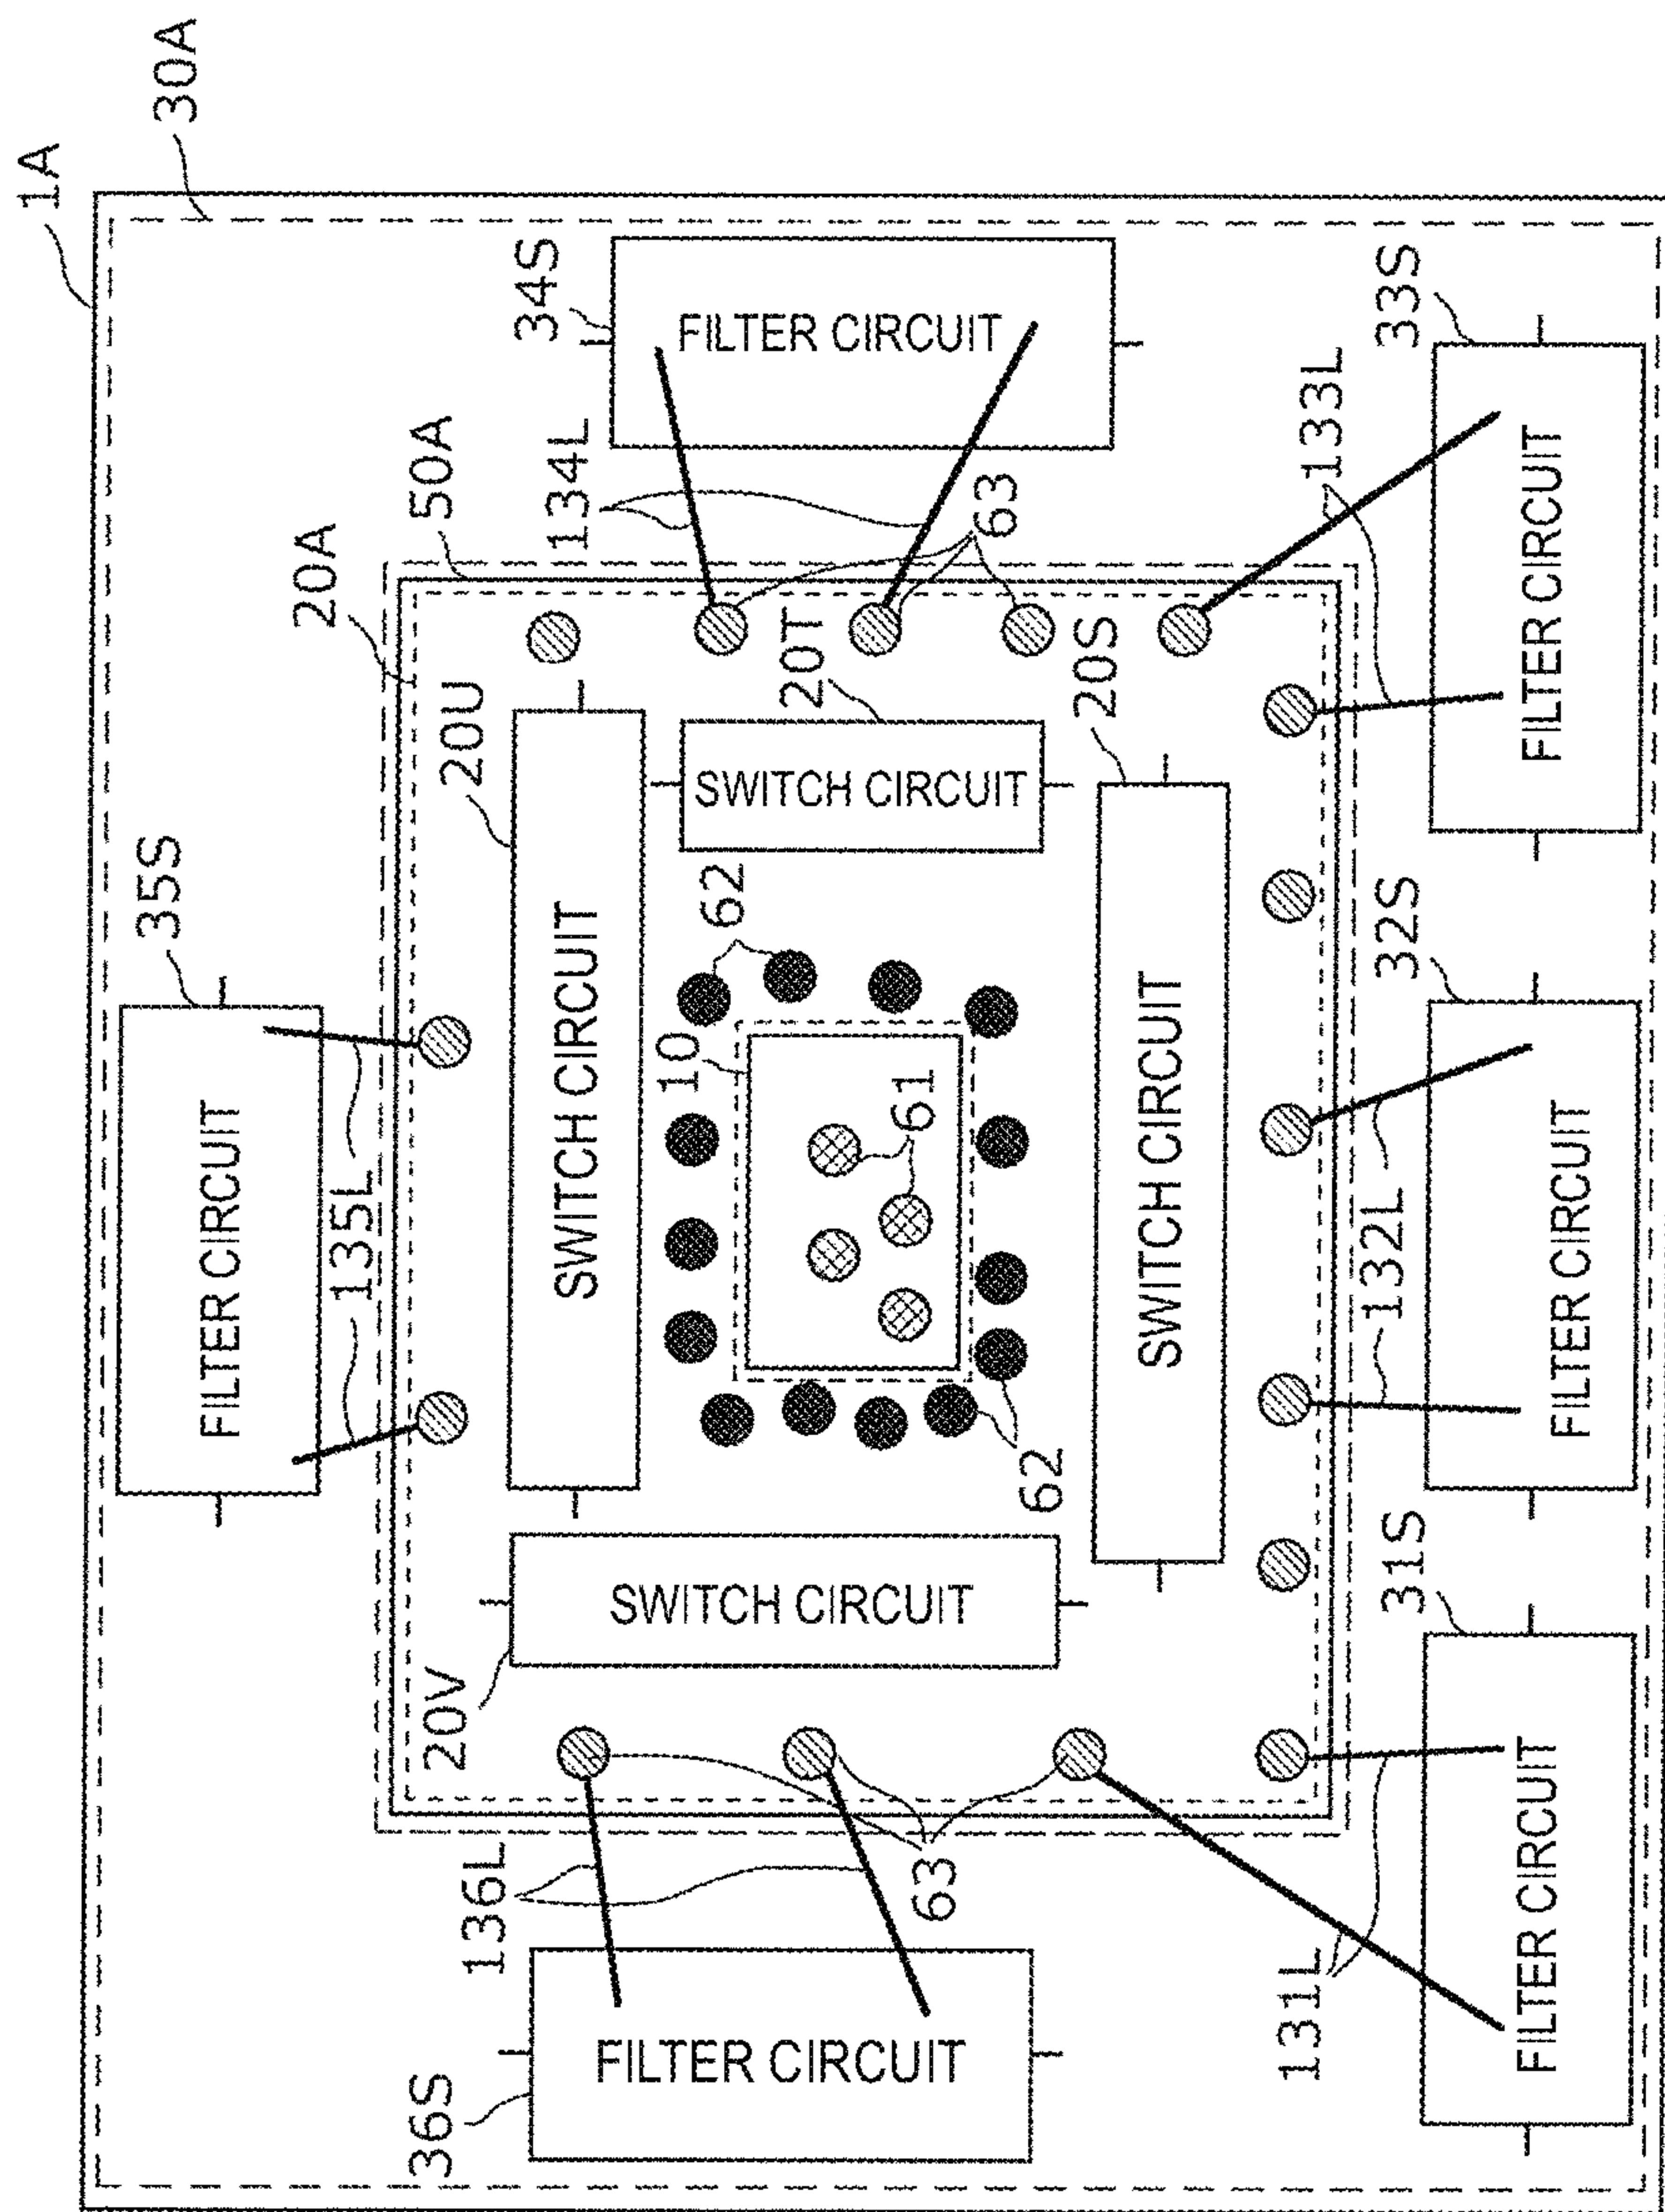 1A
30A
35S
FILTER CIRCUIT
135L
20A
50A
34S
FILTER CIRCUIT
134L
63
20U
SWITCH CIRCUIT
20T
SWITCH CIRCUIT
62
10
61
62
20S
SWITCH CIRCUIT
20V
SWITCH CIRCUIT
36S
FILTER CIRCUIT
136L
63
131L
31S
FILTER CIRCUIT
132L
32S
FILTER CIRCUIT
133L
33S
FILTER CIRCUIT